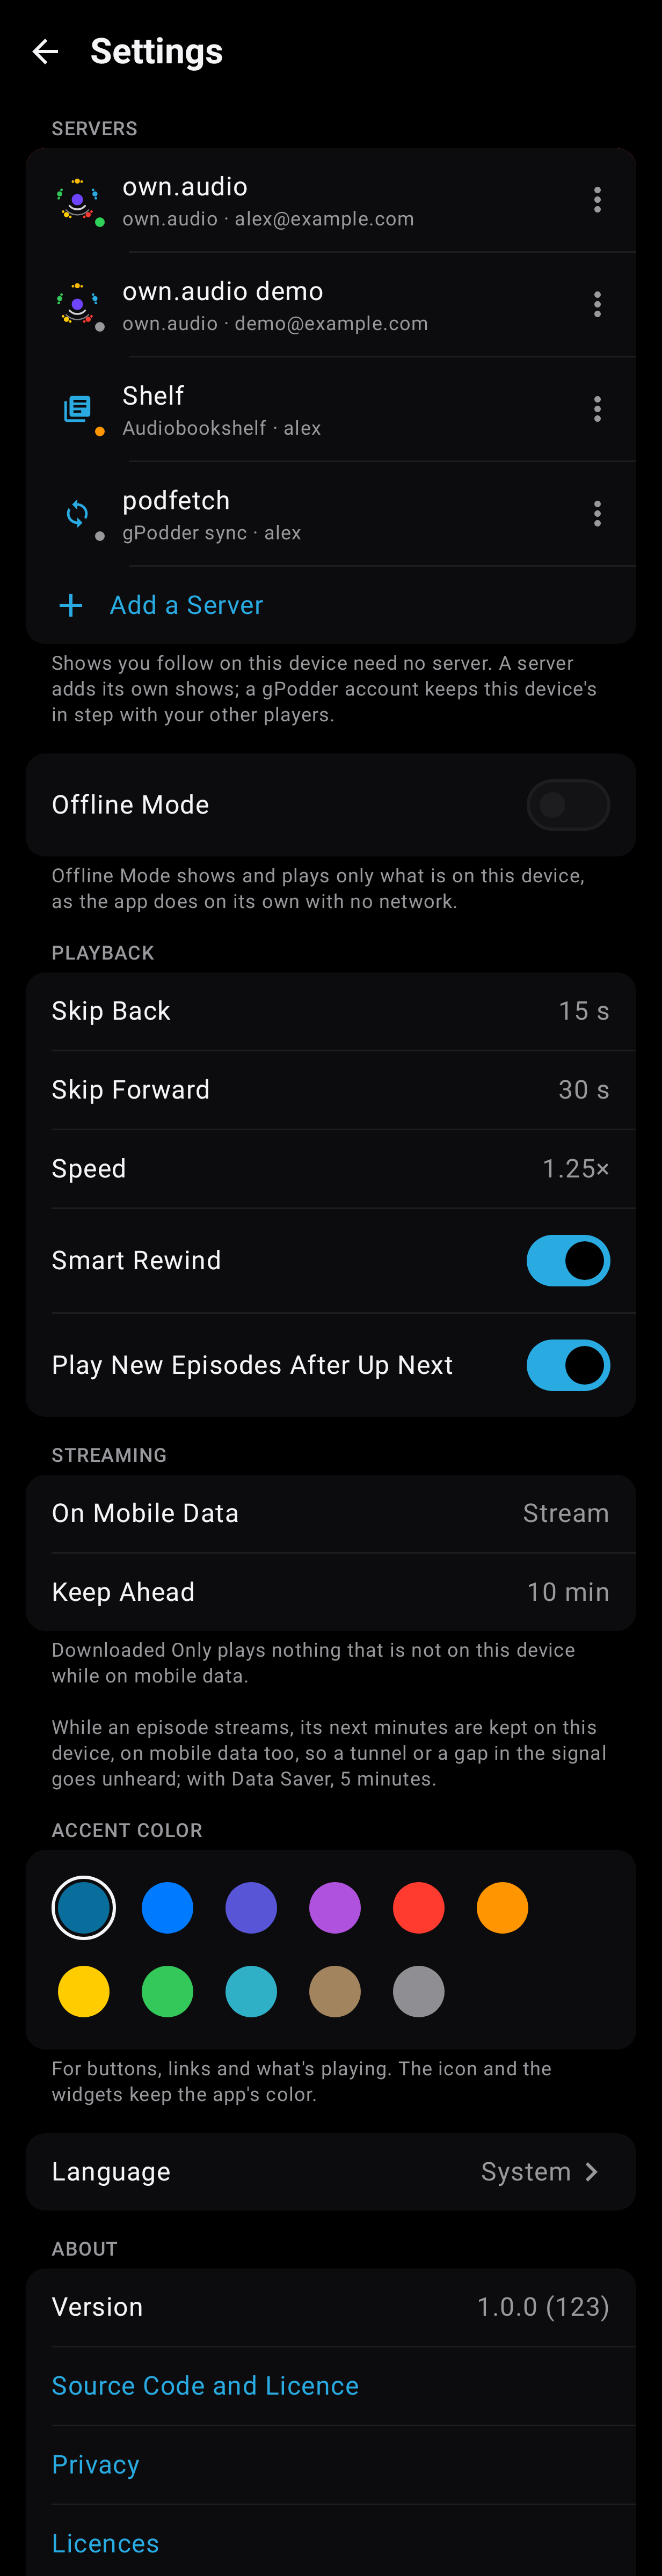 Settings
SERVERS
own.audio
own.audio · alex@example.com
own.audio demo
own.audio · demo@example.com
Shelf
Audiobookshelf · alex
podfetch
gPodder sync · alex
Add a Server
Shows you follow on this device need no server. A server
adds its own shows; a gPodder account keeps this device's
in step with your other players.
Offline Mode
Offline Mode shows and plays only what is on this device,
as the app does on its own with no network.
PLAYBACK
Skip Back 15 s
Skip Forward 30 s
Speed 1.25×
Smart Rewind
Play New Episodes After Up Next
STREAMING
On Mobile Data Stream
Keep Ahead 10 min
Downloaded Only plays nothing that is not on this device
while on mobile data.
While an episode streams, its next minutes are kept on this
device, on mobile data too, so a tunnel or a gap in the signal
goes unheard; with Data Saver, 5 minutes.
ACCENT COLOR
For buttons, links and what's playing. The icon and the
widgets keep the app's color.
Language System
ABOUT
Version 1.0.0 (123)
Source Code and Licence
Privacy
Licences